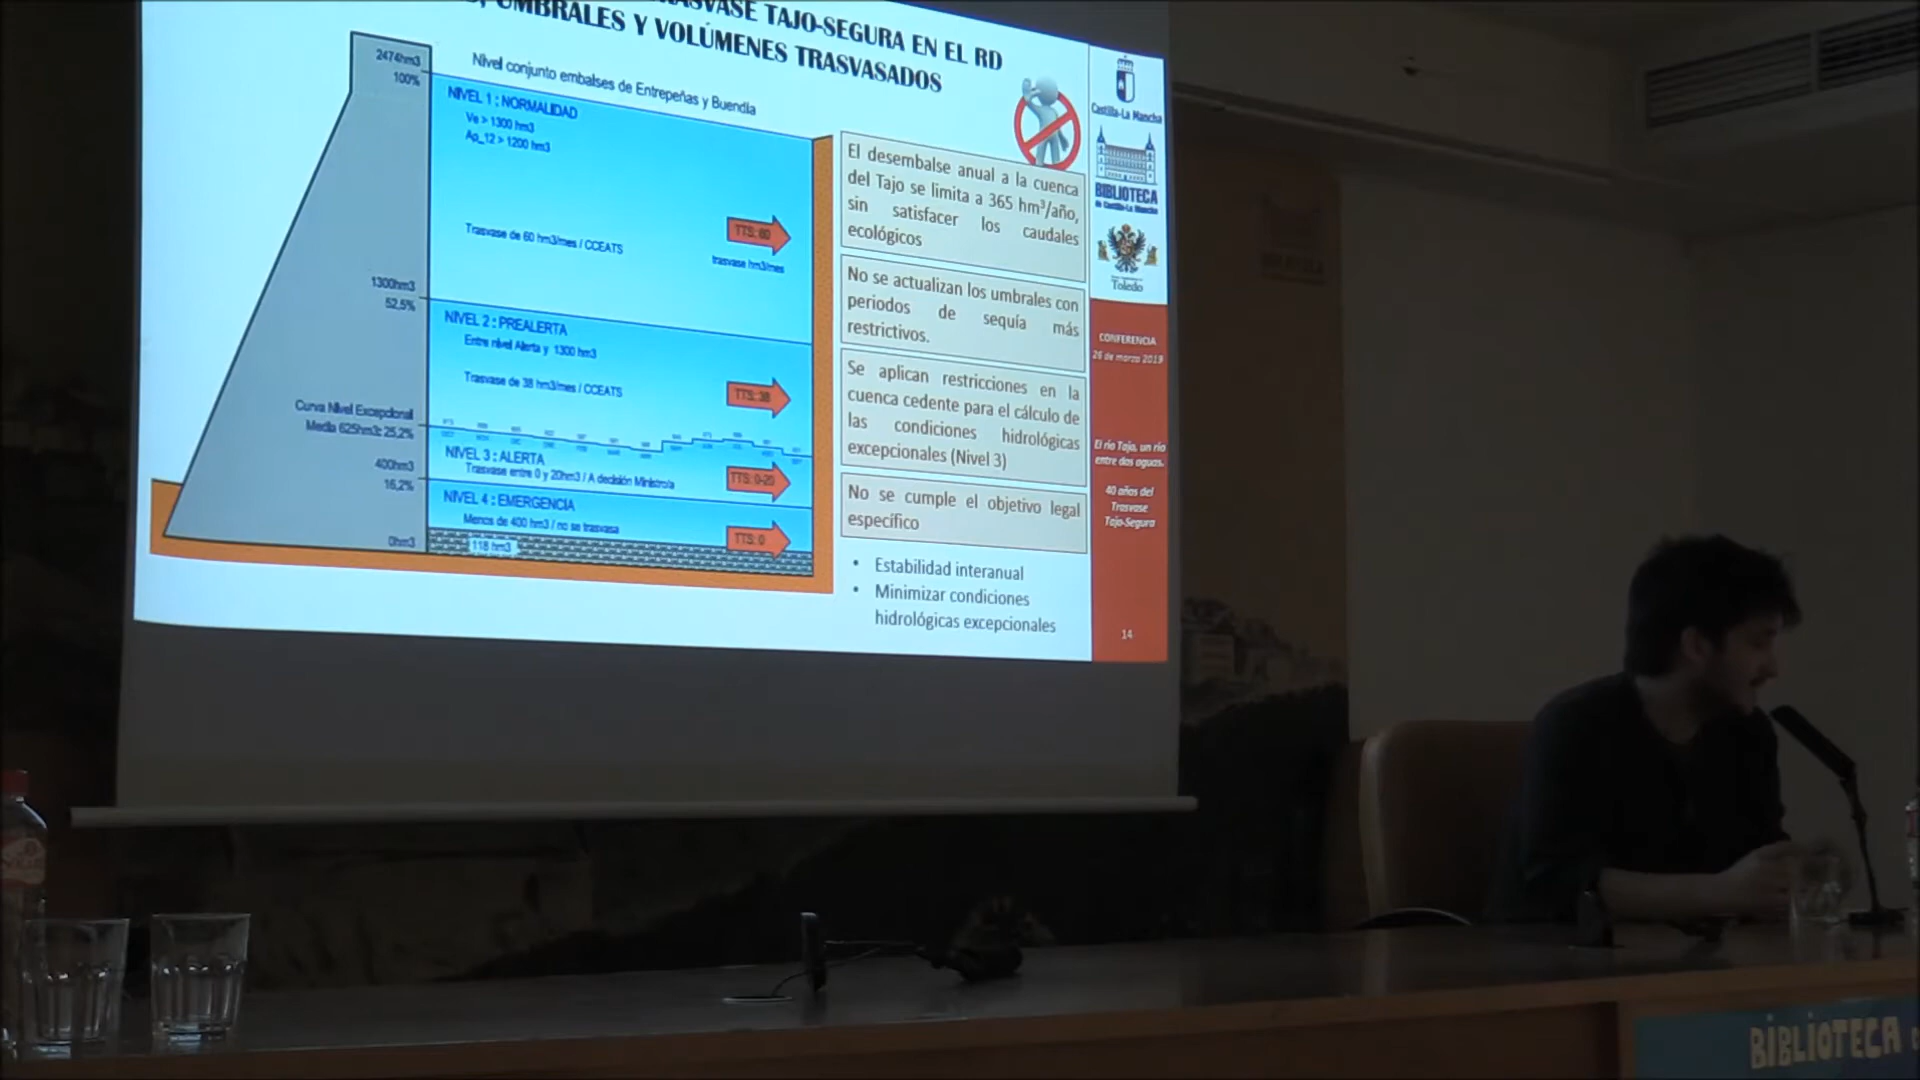 TRASVASE TAJO-SEGURA EN EL RD
UMBRALES Y VOLÚMENES TRASVASADOS
Nivel conjunto embalses de Entrepeñas y Buendía
2474hm3
100%
NIVEL 1 : NORMALIDAD
Ve > 1300 hm3
Ap_12 > 1200 hm3
Trasvase de 60 hm3/mes / CCEATS
TTS: 60
trasvase hm3/mes
1300hm3
52,5%
NIVEL 2 : PREALERTA
Entre nivel Alerta y 1300 hm3
Trasvase de 38 hm3/mes / CCEATS
TTS: 38
Curva Nivel Excepcional
Media 625hm3: 25,2%
NIVEL 3 : ALERTA
Trasvase entre 0 y 20hm3 / A decisión Ministro/a
TTS: 0-20
400hm3
16,2%
NIVEL 4 : EMERGENCIA
Menos de 400 hm3 / no se trasvasa
TTS: 0
0hm3
118 hm3
El desembalse anual a la cuenca
del Tajo se limita a 365 hm³/año,
sin satisfacer los caudales
ecológicos
No se actualizan los umbrales con
periodos de sequía más
restrictivos.
Se aplican restricciones en la
cuenca cedente para el cálculo de
las condiciones hidrológicas
excepcionales (Nivel 3)
No se cumple el objetivo legal
específico
• Estabilidad interanual
• Minimizar condiciones
hidrológicas excepcionales
Castilla-La Mancha
BIBLIOTECA
de Castilla-La Mancha
Toledo
CONFERENCIA
26 de marzo 2019
El río Tajo, un río
entre dos aguas.
40 años del
Trasvase
Tajo-Segura
14
BIBLIOTECA